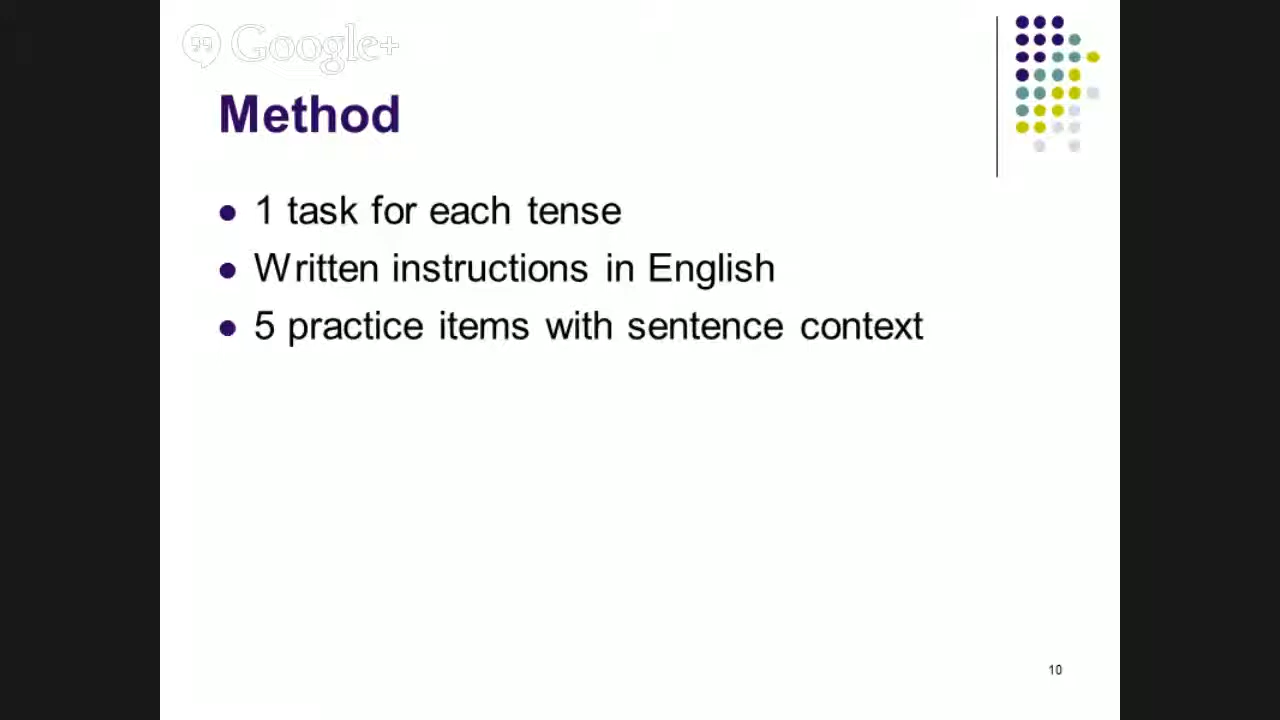 Google+
Method
1 task for each tense
Written instructions in English
5 practice items with sentence context
10